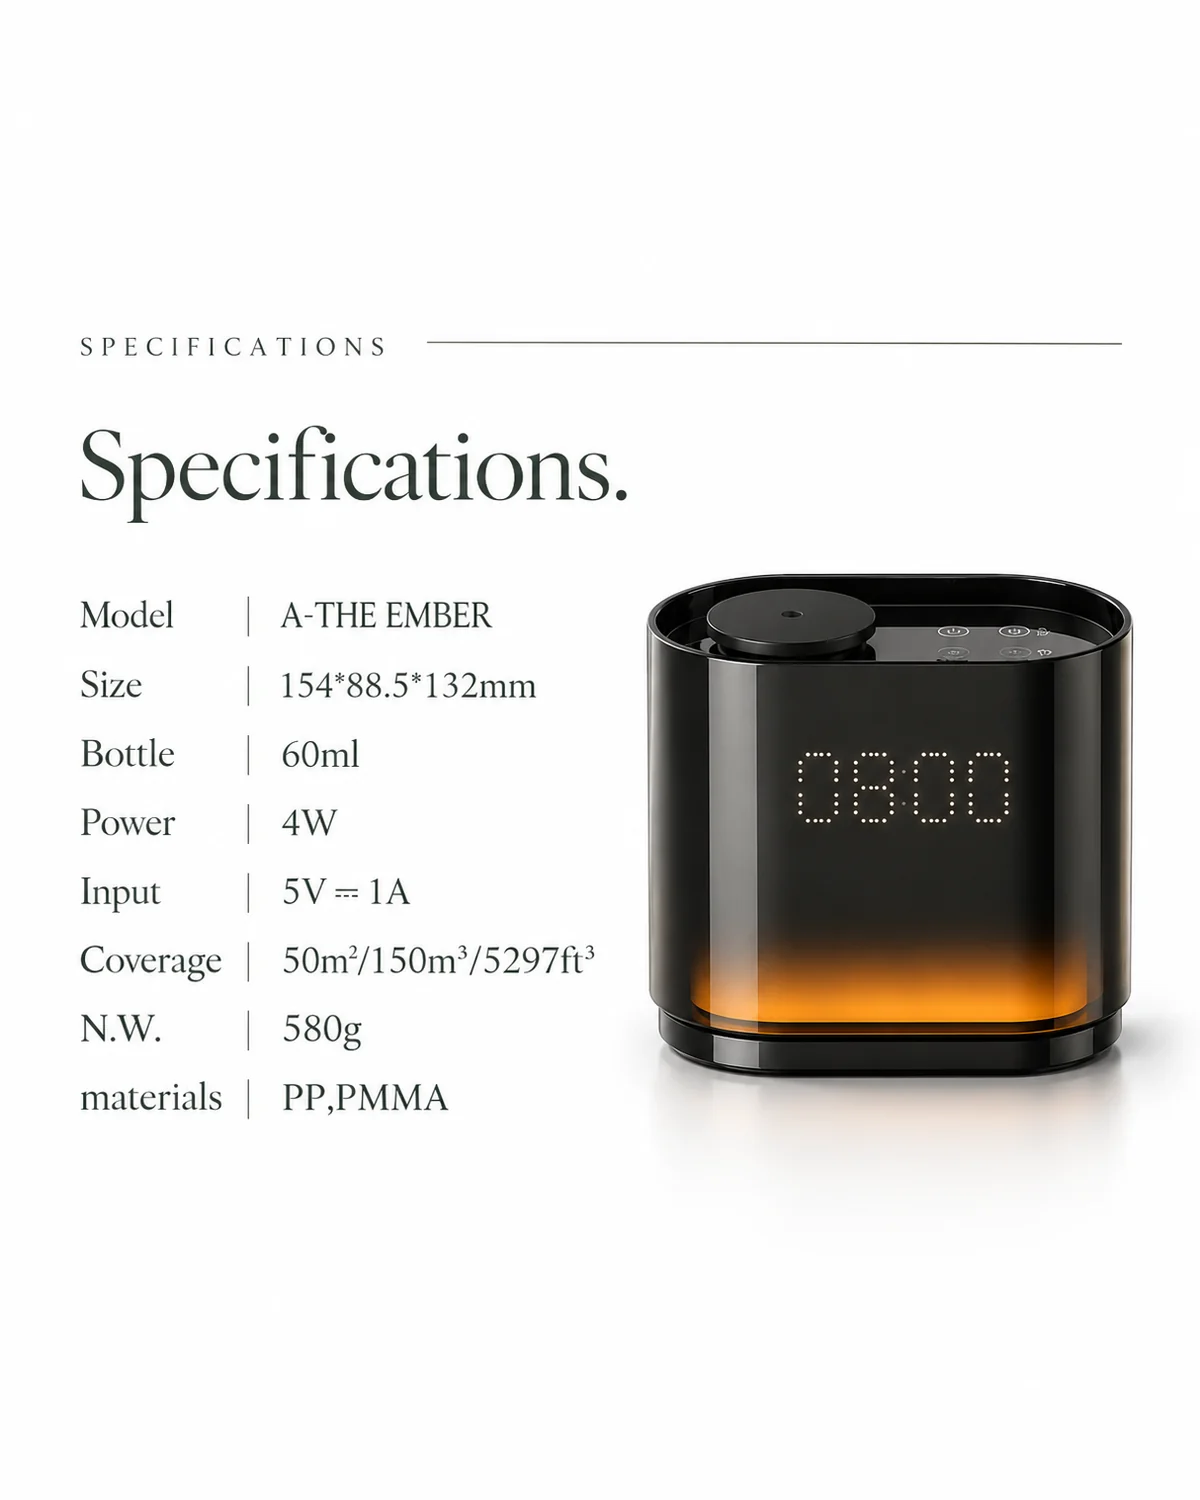 SPECIFICATIONS
Specifications.
Model | A-THE EMBER
Size | 154*88.5*132mm
Bottle | 60ml
Power | 4W
Input | 5V ⎓ 1A
Coverage | 50m²/150m³/5297ft³
N.W. | 580g
materials | PP,PMMA
08:00